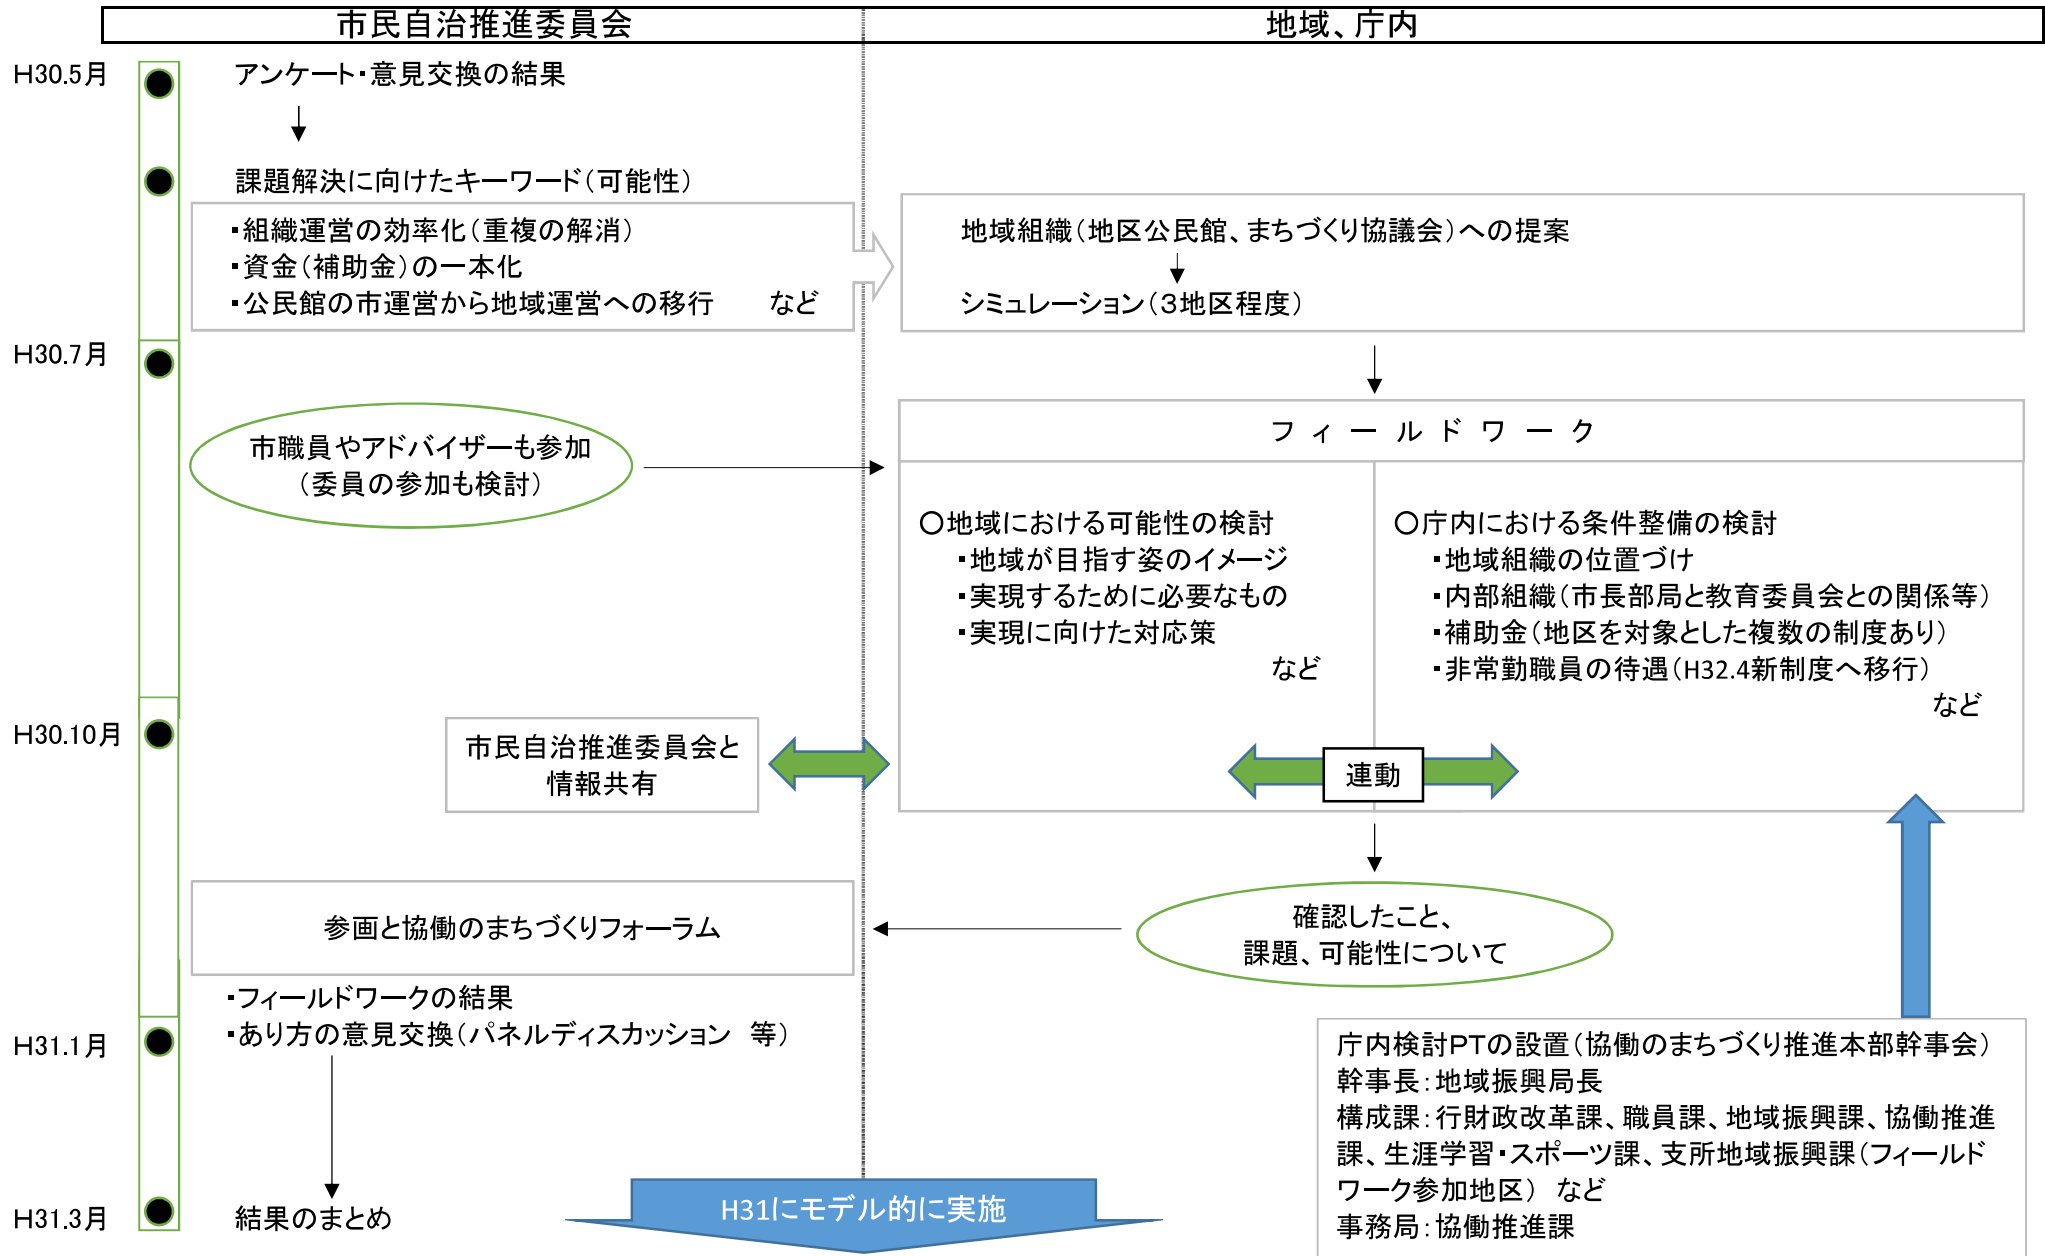 市民自治推進委員会
地域、庁内
H30.5月
アンケート・意見交換の結果
課題解決に向けたキーワード(可能性)
・組織運営の効率化(重複の解消)
・資金(補助金)の一本化
・公民館の市運営から地域運営への移行　　など
地域組織(地区公民館、まちづくり協議会)への提案
シミュレーション(3地区程度)
H30.7月
市職員やアドバイザーも参加
(委員の参加も検討)
フィールドワーク
〇地域における可能性の検討
・地域が目指す姿のイメージ
・実現するために必要なもの
・実現に向けた対応策
など
〇庁内における条件整備の検討
・地域組織の位置づけ
・内部組織(市長部局と教育委員会との関係等)
・補助金(地区を対象とした複数の制度あり)
・非常勤職員の待遇(H32.4新制度へ移行)
など
H30.10月
市民自治推進委員会と
情報共有
連動
参画と協働のまちづくりフォーラム
確認したこと、
課題、可能性について
・フィールドワークの結果
・あり方の意見交換(パネルディスカッション　等)
H31.1月
庁内検討PTの設置(協働のまちづくり推進本部幹事会)
幹事長:地域振興局長
構成課:行財政改革課、職員課、地域振興課、協働推進
課、生涯学習・スポーツ課、支所地域振興課(フィールド
ワーク参加地区)　など
事務局:協働推進課
H31.3月
結果のまとめ
H31にモデル的に実施